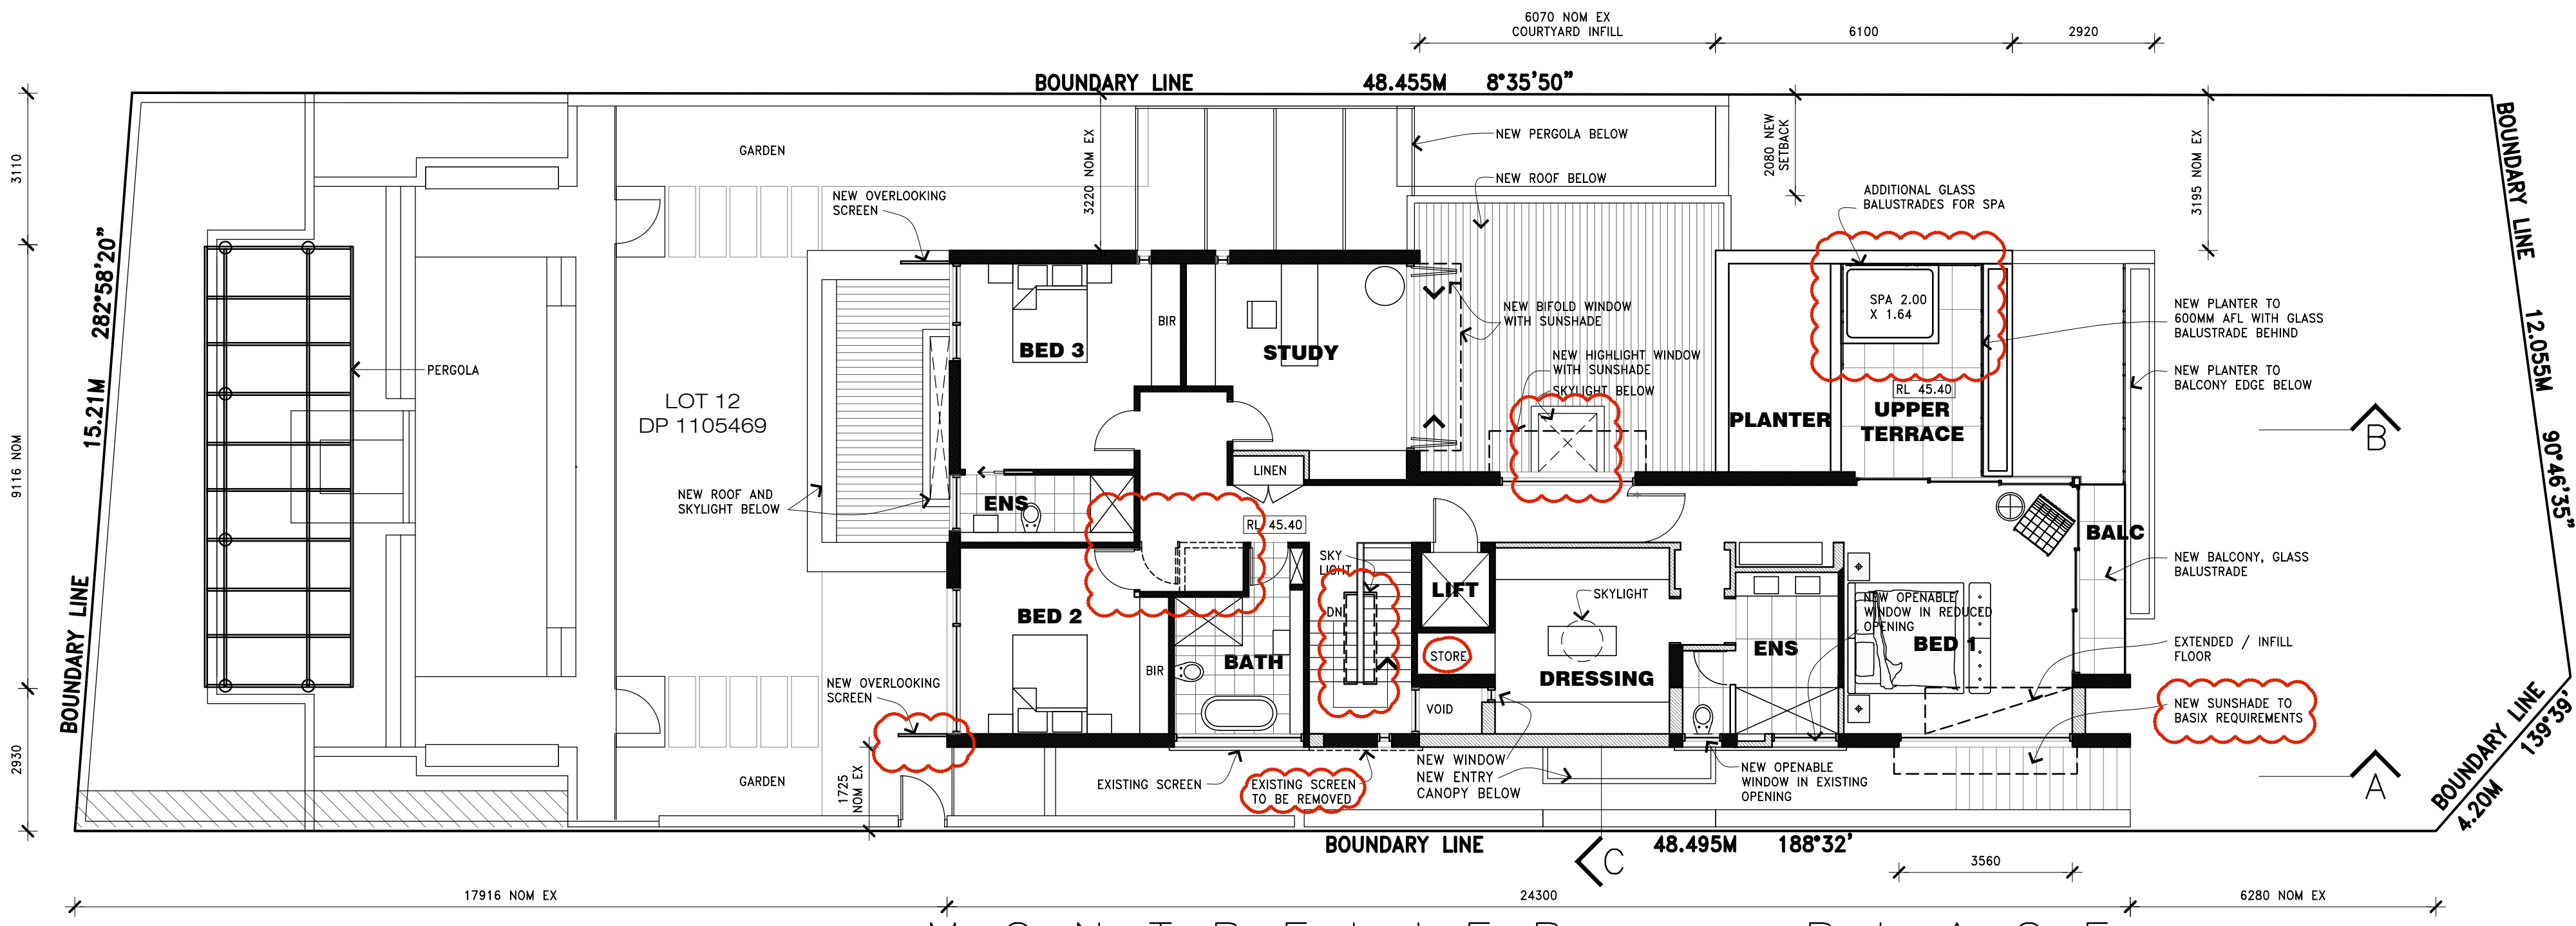 6070 NOM EX
COURTYARD INFILL
6100
2920
BOUNDARY LINE 48.455M 8°35'50"
3110
9116 NOM
2930
BOUNDARY LINE 15.21M 282°58'20"
BOUNDARY LINE 12.055M 90°46'35"
BOUNDARY LINE
4.20M 139°39'
GARDEN
3220 NOM EX
NEW PERGOLA BELOW
NEW ROOF BELOW
2080 NEW
SETBACK
3195 NOM EX
ADDITIONAL GLASS
BALUSTRADES FOR SPA
NEW OVERLOOKING
SCREEN
SPA 2.00
X 1.64
NEW PLANTER TO
600MM AFL WITH GLASS
BALUSTRADE BEHIND
NEW BIFOLD WINDOW
WITH SUNSHADE
BIR
BED 3
STUDY
NEW HIGHLIGHT WINDOW
WITH SUNSHADE
SKYLIGHT BELOW
PERGOLA
NEW PLANTER TO
BALCONY EDGE BELOW
RL 45.40
LOT 12
DP 1105469
PLANTER
UPPER
TERRACE
B
LINEN
NEW ROOF AND
SKYLIGHT BELOW
ENS
RL 45.40
BALC
SKY
LIGHT
NEW BALCONY, GLASS
BALUSTRADE
LIFT
SKYLIGHT
DN
NEW OPENABLE
WINDOW IN REDUCED
OPENING
BED 2
BED 1
BIR
BATH
STORE
ENS
EXTENDED / INFILL
FLOOR
DRESSING
NEW OVERLOOKING
SCREEN
VOID
NEW SUNSHADE TO
BASIX REQUIREMENTS
GARDEN
1725
NOM EX
EXISTING SCREEN
EXISTING SCREEN
TO BE REMOVED
NEW WINDOW
NEW ENTRY
CANOPY BELOW
NEW OPENABLE
WINDOW IN EXISTING
OPENING
A
BOUNDARY LINE 48.495M 188°32'
C
3560
17916 NOM EX
24300
6280 NOM EX